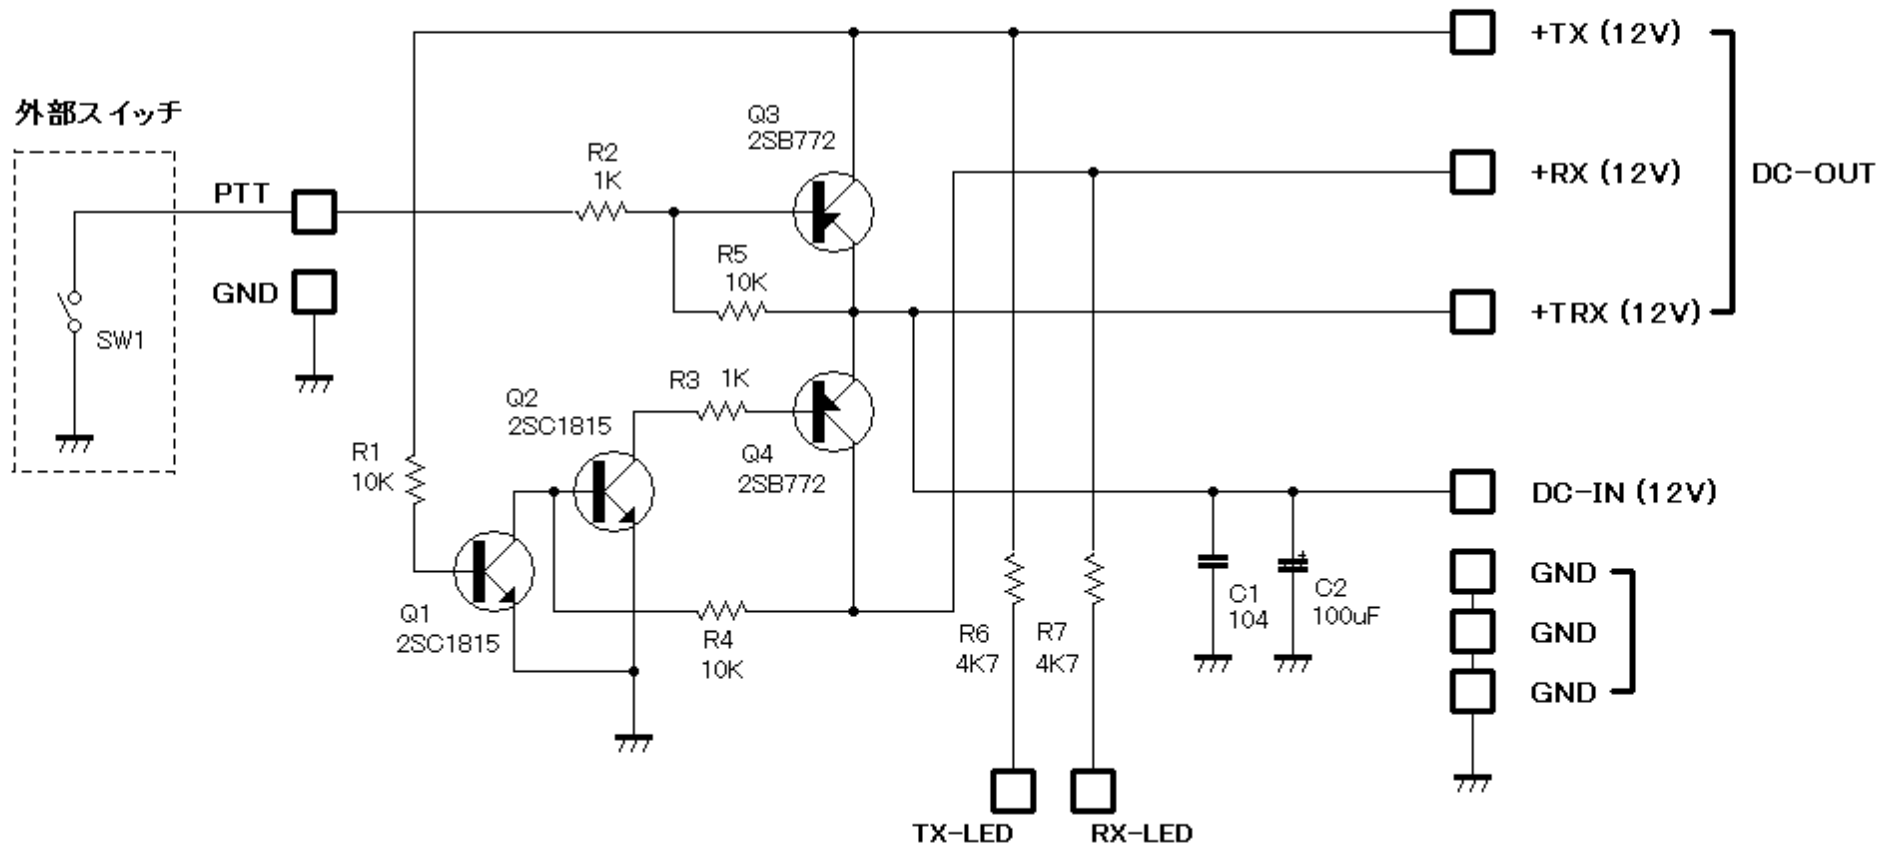 +TX (12V)
外部スイッチ
Q3
2SB772
R2
1K
PTT
+RX (12V)
DC-OUT
R5
10K
GND
+TRX (12V)
SW1
R3
1K
Q2
2SC1815
R1
10K
Q4
2SB772
DC-IN (12V)
GND
C1
104
C2
100uF
+
Q1
2SC1815
R4
10K
R6
4K7
R7
4K7
GND
GND
TX-LED
RX-LED